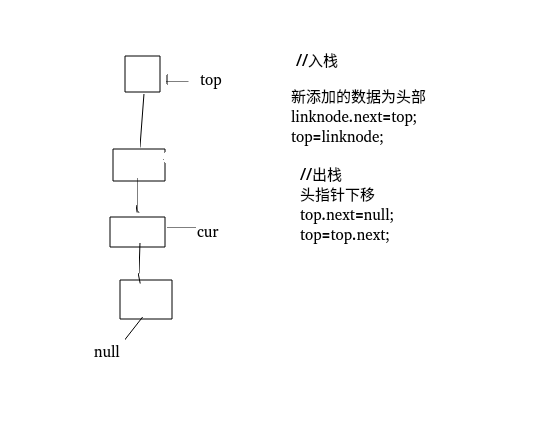 top
cur
null
//入栈
新添加的数据为头部
linknode.next=top;
top=linknode;
//出栈
头指针下移
top.next=null;
top=top.next;